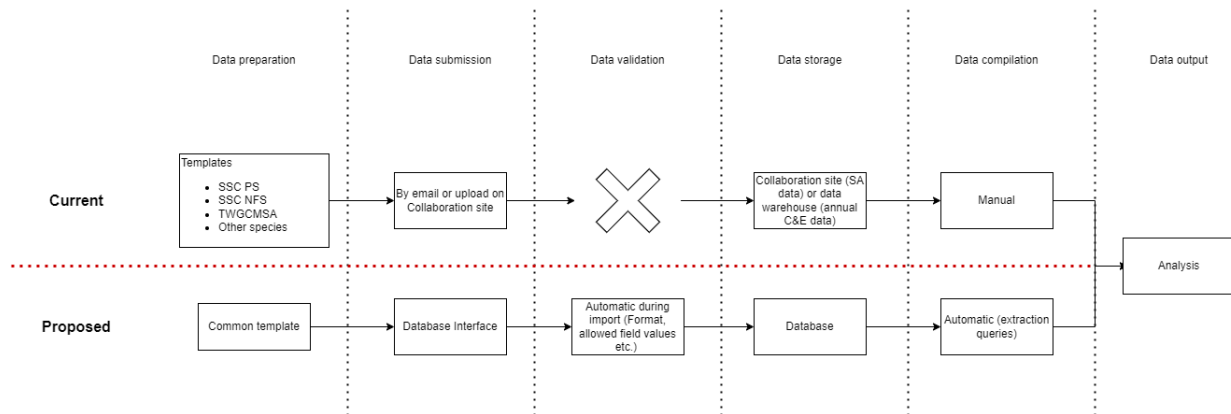 Data preparation
Data submission
Data validation
Data storage
Data compilation
Data output
Current
Templates
• SSC PS
• SSC NFS
• TWGCMSA
• Other species
By email or upload on
Collaboration site
Collaboration site (SA
data) or data
warehouse (annual
C&E data)
Manual
Analysis
Proposed
Common template
Database Interface
Automatic during
import (Format,
allowed field values
etc.)
Database
Automatic (extraction
queries)